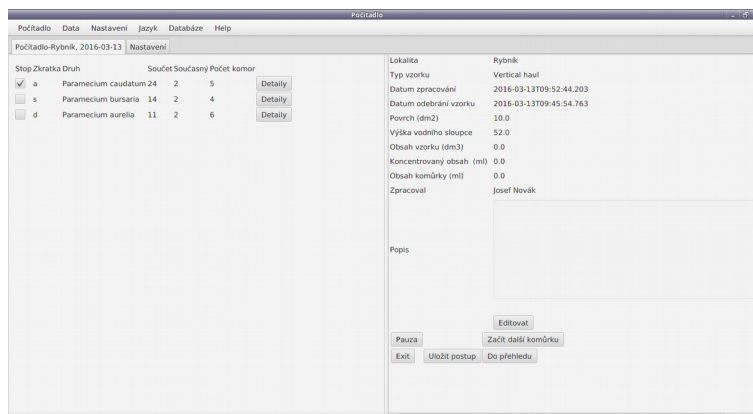 Počítadlo
Počítadlo Data Nastavení Jazyk Databáze Help
Počítadlo-Rybník, 2016-03-13 Nastavení
Stop Zkratka Druh Součet Současný Počet komor
a Paramecium caudatum 24 2 5 Detaily
s Paramecium bursaria 14 2 4 Detaily
d Paramecium aurelia 11 2 6 Detaily
Lokalita Rybník
Typ vzorku Vertical haul
Datum zpracování 2016-03-13T09:52:44.203
Datum odebrání vzorku 2016-03-13T09:45:54.763
Povrch (dm2) 10.0
Výška vodního sloupce 52.0
Obsah vzorku (dm3) 0.0
Koncentrovaný obsah (ml) 0.0
Obsah komůrky (ml) 0.0
Zpracoval Josef Novák
Popis
Editovat
Pauza Začít další komůrku
Exit Uložit postup Do přehledu